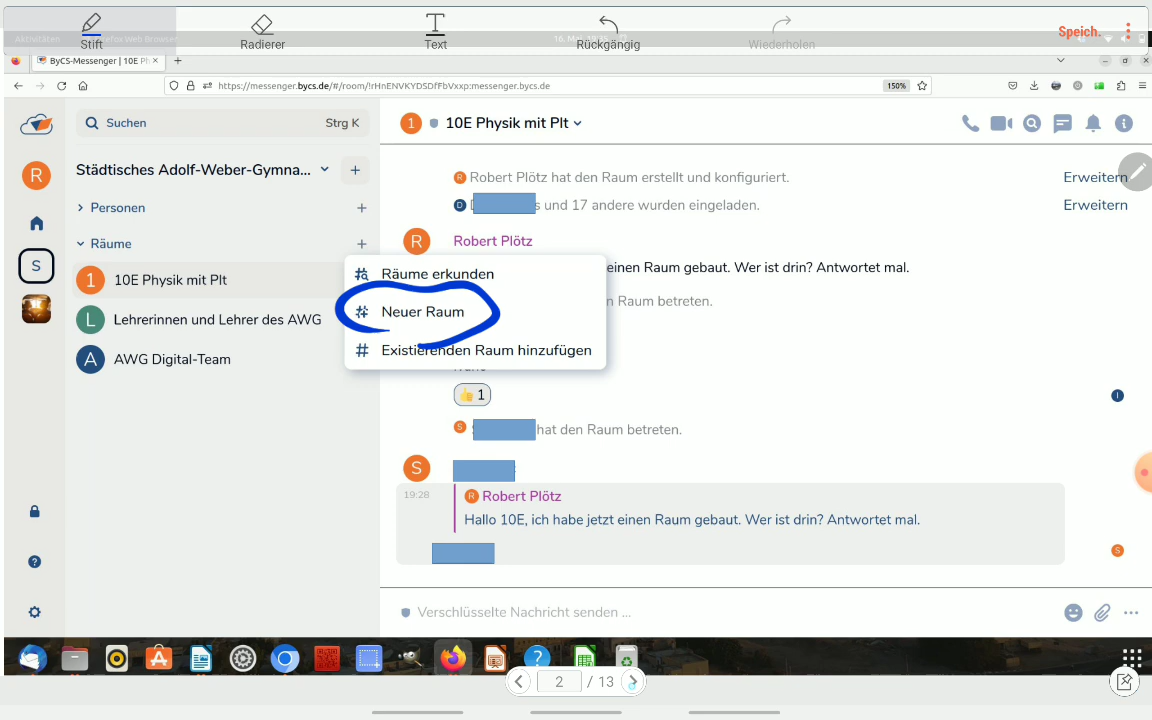 Stift
Radierer
Text
Rückgängig
Wiederholen
Speich.
ByCS-Messenger | 10E
https://messenger.bycs.de/#/room/!rHnENVKYDSDfFbVxxp:messenger.bycs.de
150%
Suchen
Strg K
Städtisches Adolf-Weber-Gymna...
Personen
Räume
10E Physik mit Plt
Lehrerinnen und Lehrer des AWG
AWG Digital-Team
R
S
1
L
A
1
10E Physik mit Plt
R Robert Plötz hat den Raum erstellt und konfiguriert.
Erweitern
D
s und 17 andere wurden eingeladen.
Erweitern
R
Robert Plötz
einen Raum gebaut. Wer ist drin? Antwortet mal.
n Raum betreten.
Räume erkunden
Neuer Raum
Existierenden Raum hinzufügen
1
S
hat den Raum betreten.
S
19:28
R Robert Plötz
Hallo 10E, ich habe jetzt einen Raum gebaut. Wer ist drin? Antwortet mal.
S
Verschlüsselte Nachricht senden ...
2 / 13